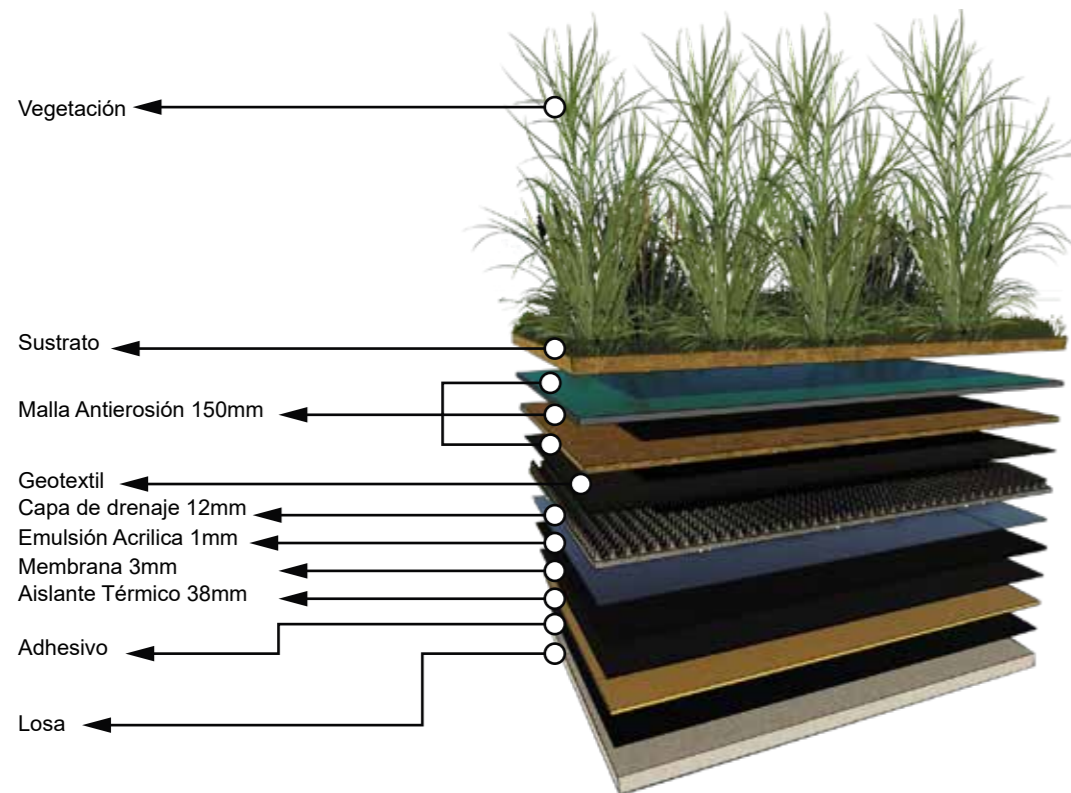 Vegetación
Sustrato
Malla Antierosión 150mm
Geotextil
Capa de drenaje 12mm
Emulsión Acrilica 1mm
Membrana 3mm
Aislante Térmico 38mm
Adhesivo
Losa